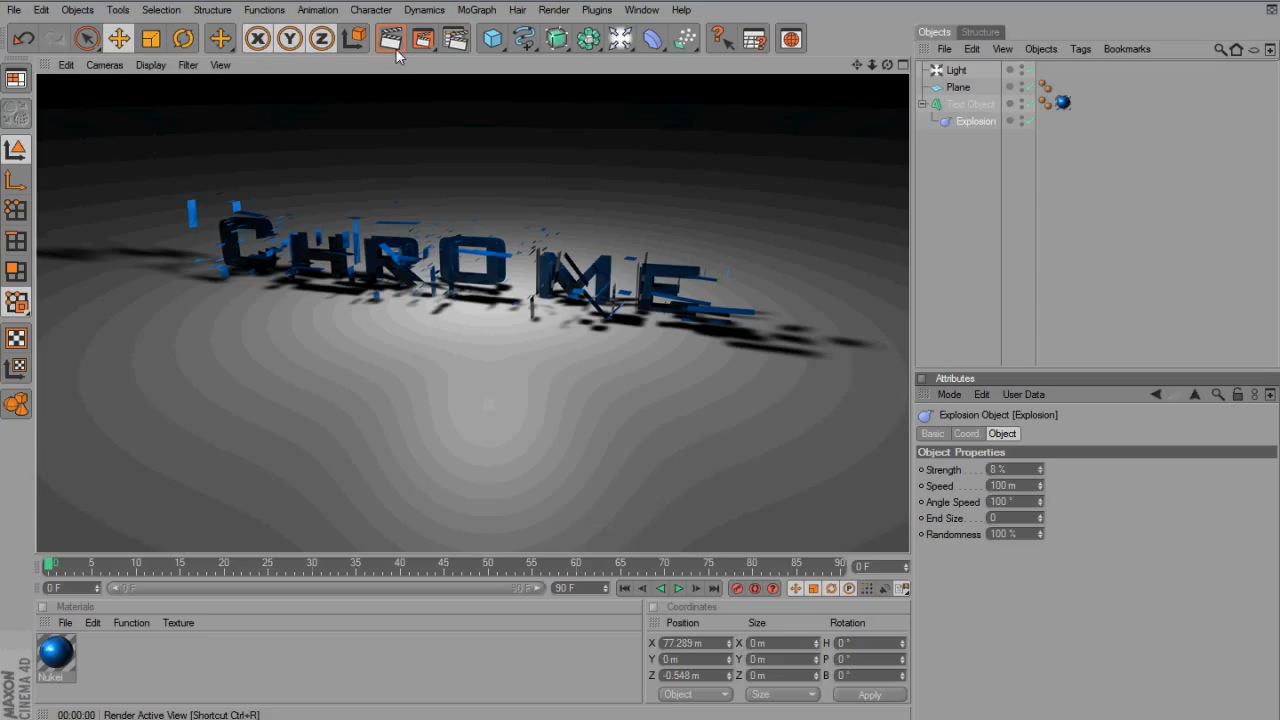 File Edit Objects Tools Selection Structure Functions Animation Character Dynamics MoGraph Hair Render Plugins Window Help
X Y Z
Edit Cameras Display Filter View
CHROME
Objects Structure
File Edit View Objects Tags Bookmarks
Light
Plane
Text Object
Explosion
Attributes
Mode Edit User Data
Explosion Object [Explosion]
Basic Coord. Object
Object Properties
Strength . . . . 8 %
Speed . . . . . 100 m
Angle Speed 100 °
End Size. . . . 0
Randomness 100 %
0 5 10 15 20 25 30 35 40 45 50 55 60 65 70 75 80 85 90 0 F
0 F 0 F 90 F 90 F
Materials
File Edit Function Texture
Nukei
Coordinates
Position Size Rotation
X 77.289 m X 0 m H 0 °
Y 0 m Y 0 m P 0 °
Z -0.548 m Z 0 m B 0 °
Object Size Apply
MAXON
CINEMA 4D
00:00:00 Render Active View [Shortcut Ctrl+R]